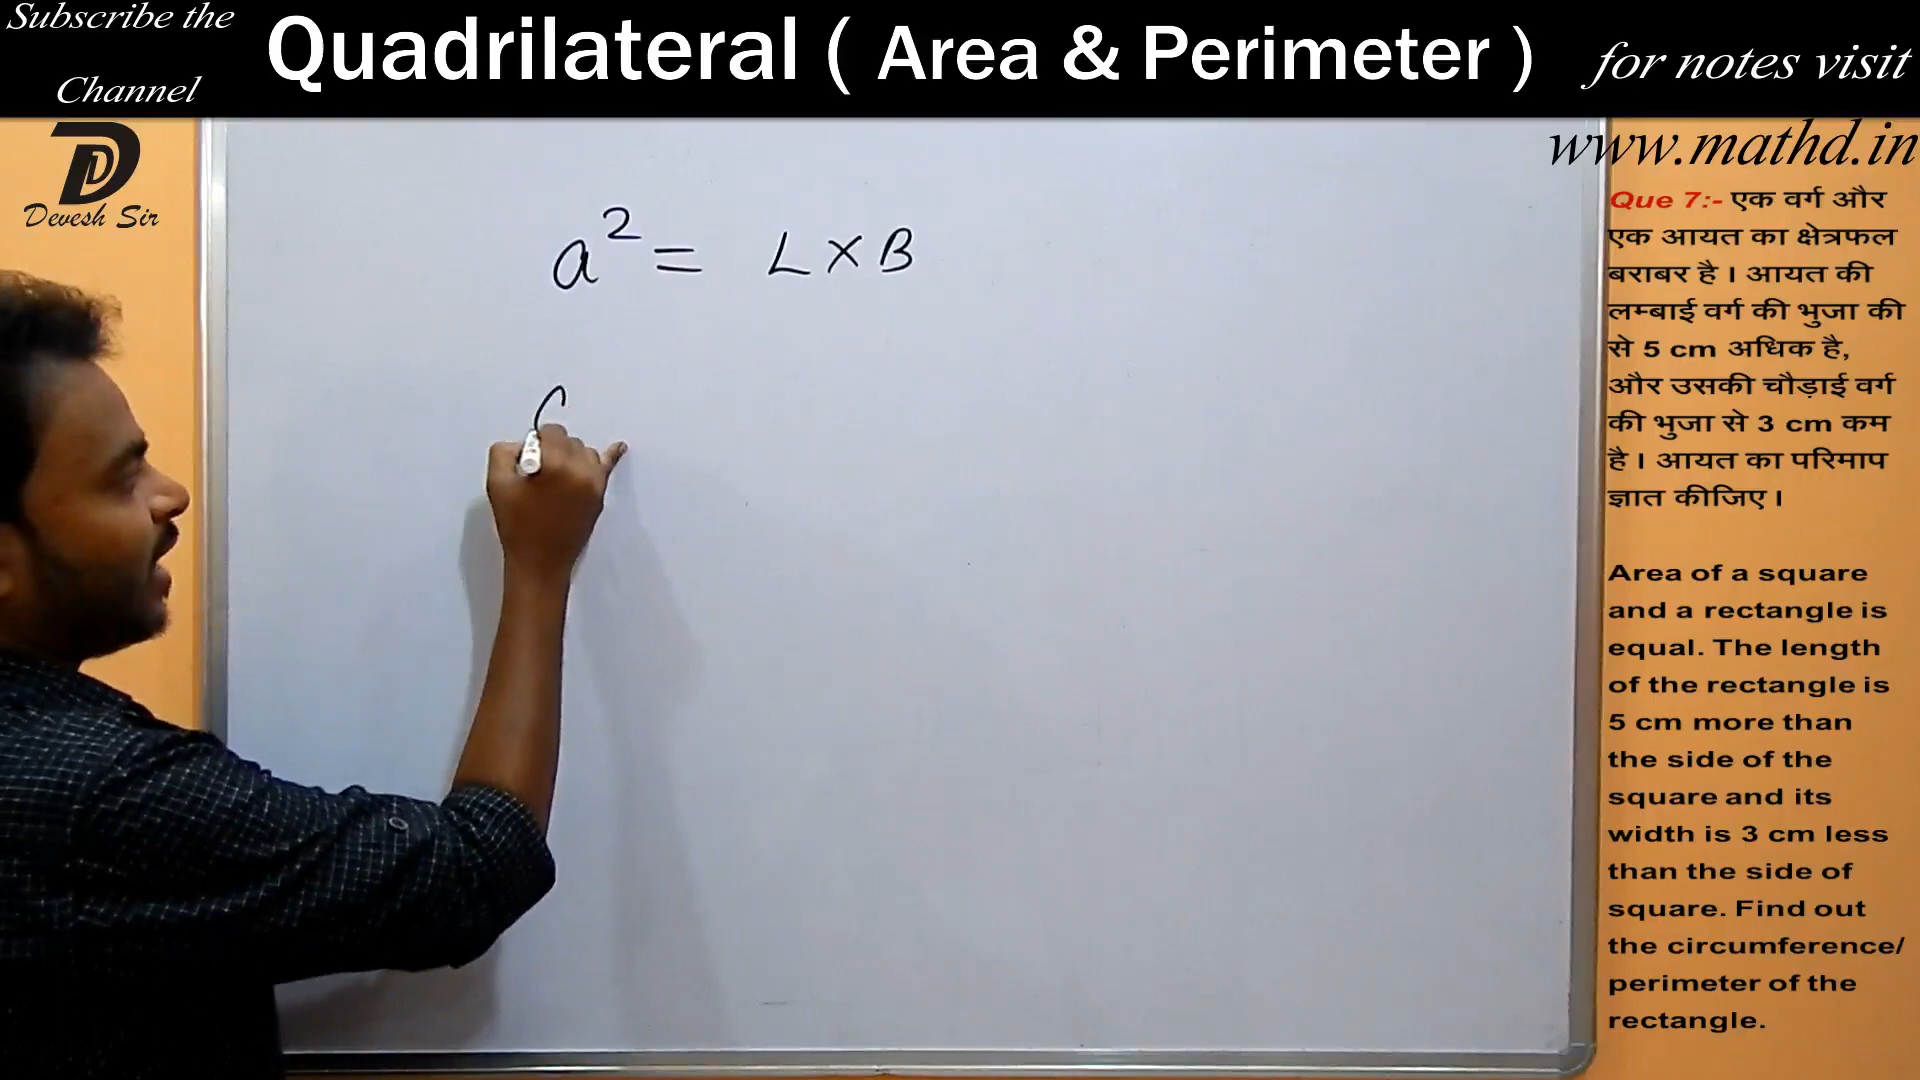 Subscribe the
Channel
Quadrilateral ( Area & Perimeter )
for notes visit
www.mathd.in
D
Devesh Sir
a² = L × B
Que 7:- एक वर्ग और
एक आयत का क्षेत्रफल
बराबर है । आयत की
लम्बाई वर्ग की भुजा की
से 5 cm अधिक है,
और उसकी चौड़ाई वर्ग
की भुजा से 3 cm कम
है । आयत का परिमाप
ज्ञात कीजिए ।
Area of a square
and a rectangle is
equal. The length
of the rectangle is
5 cm more than
the side of the
square and its
width is 3 cm less
than the side of
square. Find out
the circumference/
perimeter of the
rectangle.